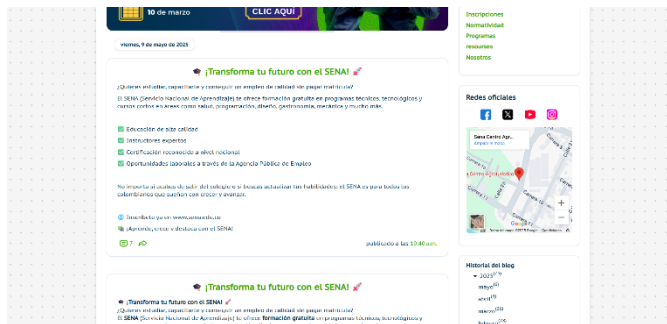 10 de marzo
CLIC AQUÍ
viernes, 9 de mayo de 2025
🎓 ¡Transforma tu futuro con el SENA! 🚀
¿Quieres estudiar, capacitarte y conseguir un empleo de calidad sin pagar matrícula?
El SENA (Servicio Nacional de Aprendizaje) te ofrece formación gratuita en programas técnicos, tecnológicos y
cursos cortos en áreas como salud, programación, diseño, gastronomía, mecánica y mucho más.
✅ Educación de alta calidad
✅ Instructores expertos
✅ Certificación reconocida a nivel nacional
✅ Oportunidades laborales a través de la Agencia Pública de Empleo
No importa si acabas de salir del colegio o si buscas actualizar tus habilidades: el SENA es para todos los
colombianos que sueñan con crecer y avanzar.
🌐 Inscríbete ya en www.sena.edu.co
📚 ¡Aprende, crece y destaca con el SENA!
7
publicado a las 10:40 a.m.
🎓 ¡Transforma tu futuro con el SENA! 🚀
🎓 ¡Transforma tu futuro con el SENA! 🚀
¿Quieres estudiar, capacitarte y conseguir un empleo de calidad sin pagar matrícula?
El SENA (Servicio Nacional de Aprendizaje) te ofrece formación gratuita en programas técnicos, tecnológicos y
Inscripciones
Normatividad
Programas
resources
Nosotros
Redes oficiales
Sena Centro Agr...
Ampliar el mapa
Google
Historial del blog
▾ 2025
mayo(6)
abril
marzo
febrero